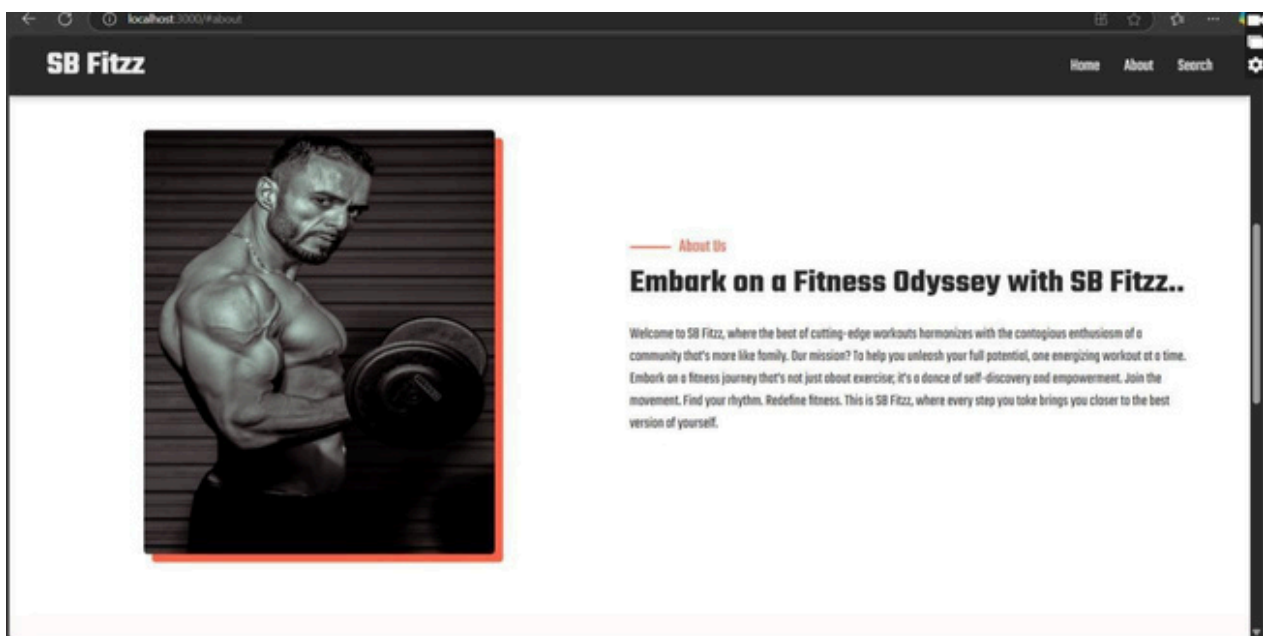 localhost:3000/#about
SB Fitzz
Home About Search
About Us
Embark on a Fitness Odyssey with SB Fitzz..
Welcome to SB Fitzz, where the beat of cutting-edge workouts harmonizes with the contagious enthusiasm of a
community that's more like family. Our mission? To help you unleash your full potential, one energizing workout at a time.
Embark on a fitness journey that's not just about exercise; it's a dance of self-discovery and empowerment. Join the
movement. Find your rhythm. Redefine fitness. This is SB Fitzz, where every step you take brings you closer to the best
version of yourself.